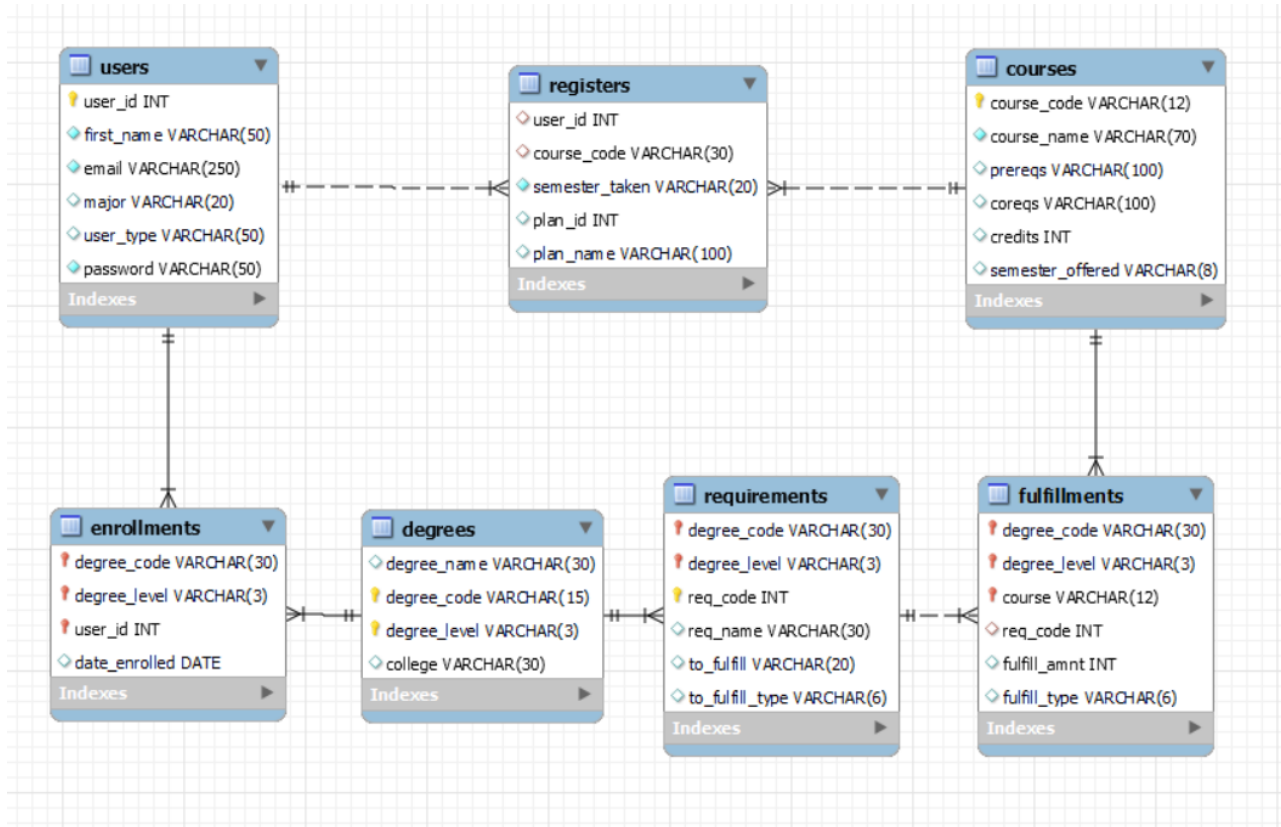 users
user_id INT
first_name VARCHAR(50)
email VARCHAR(250)
major VARCHAR(20)
user_type VARCHAR(50)
password VARCHAR(50)
Indexes
registers
user_id INT
course_code VARCHAR(30)
semester_taken VARCHAR(20)
plan_id INT
plan_name VARCHAR(100)
Indexes
courses
course_code VARCHAR(12)
course_name VARCHAR(70)
prereqs VARCHAR(100)
coreqs VARCHAR(100)
credits INT
semester_offered VARCHAR(8)
Indexes
enrollments
degree_code VARCHAR(30)
degree_level VARCHAR(3)
user_id INT
date_enrolled DATE
Indexes
degrees
degree_name VARCHAR(30)
degree_code VARCHAR(15)
degree_level VARCHAR(3)
college VARCHAR(30)
Indexes
requirements
degree_code VARCHAR(30)
degree_level VARCHAR(3)
req_code INT
req_name VARCHAR(30)
to_fulfill VARCHAR(20)
to_fulfill_type VARCHAR(6)
Indexes
fulfillments
degree_code VARCHAR(30)
degree_level VARCHAR(3)
course VARCHAR(12)
req_code INT
fulfill_amnt INT
fulfill_type VARCHAR(6)
Indexes